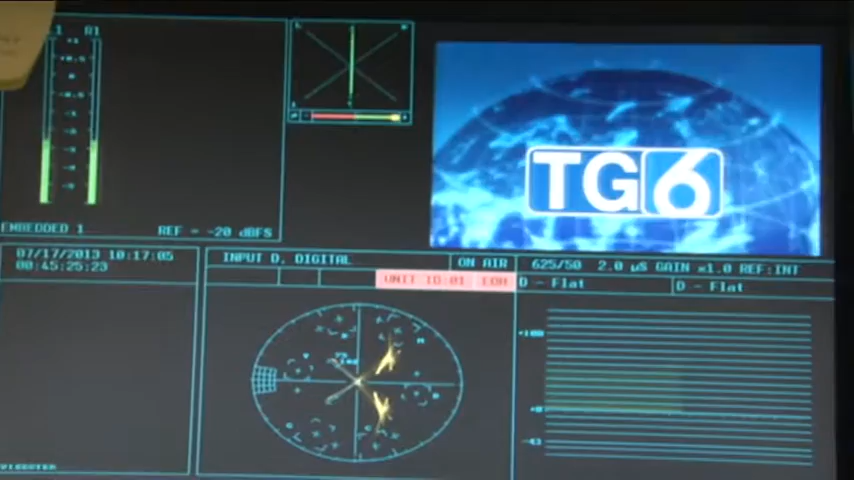 R1
TG6
EMBEDDED 1
REF = -20 dBFS
07/17/2013 10:17:05
00:45:25:23
INPUT D. DIGITAL
ON AIR
625/50 2.0 µS GAIN x1.0 REF:INT
UNIT ID:01
D - Flat
D - Flat